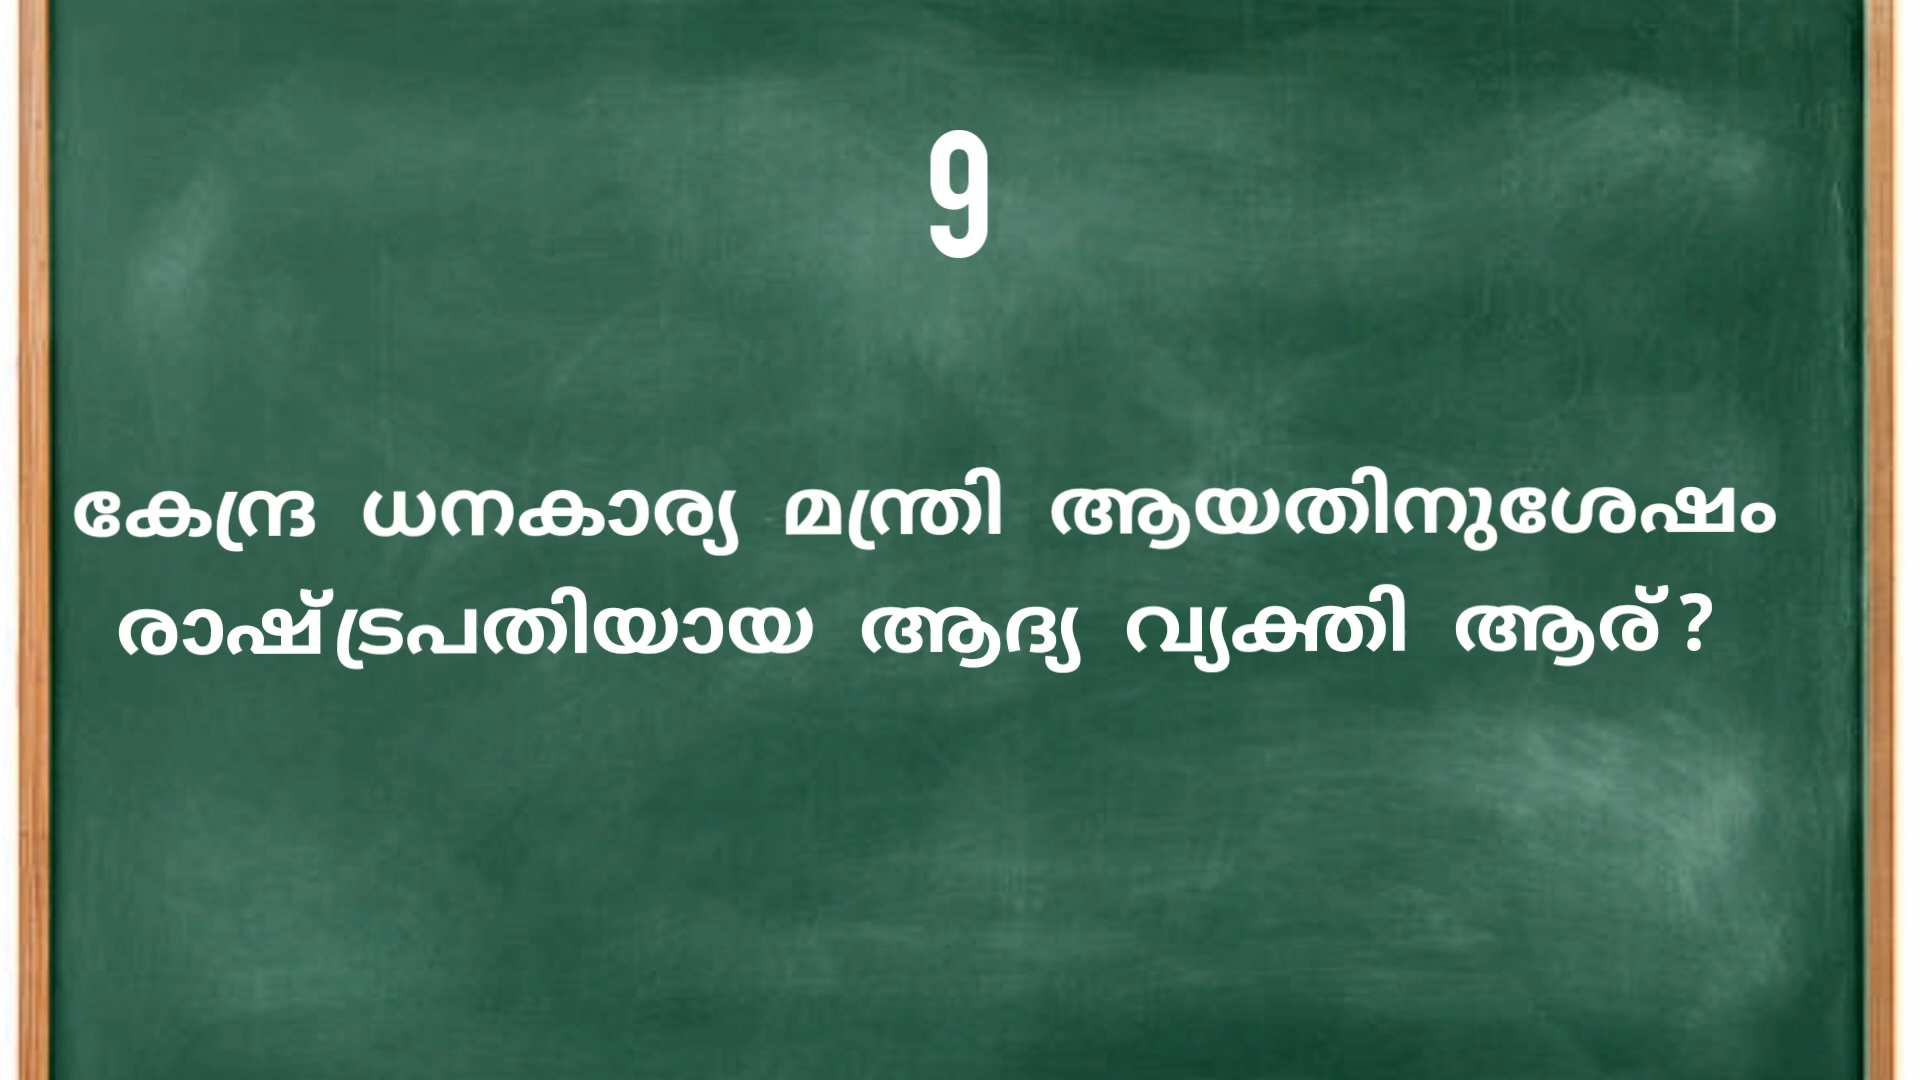 9
കേന്ദ്ര ധനകാര്യ മന്ത്രി ആയതിനുശേഷം
രാഷ്ട്രപതിയായ ആദ്യ വ്യക്തി ആര്?